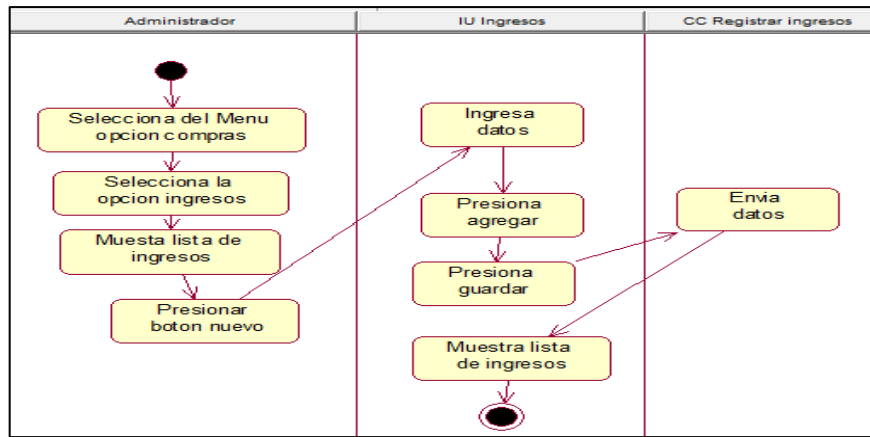 Administrador
IU Ingresos
CC Registrar ingresos
Selecciona del Menu
opcion compras
Selecciona la
opcion ingresos
Muesta lista de
ingresos
Presionar
boton nuevo
Ingresa
datos
Presiona
agregar
Presiona
guardar
Envia
datos
Muestra lista
de ingresos